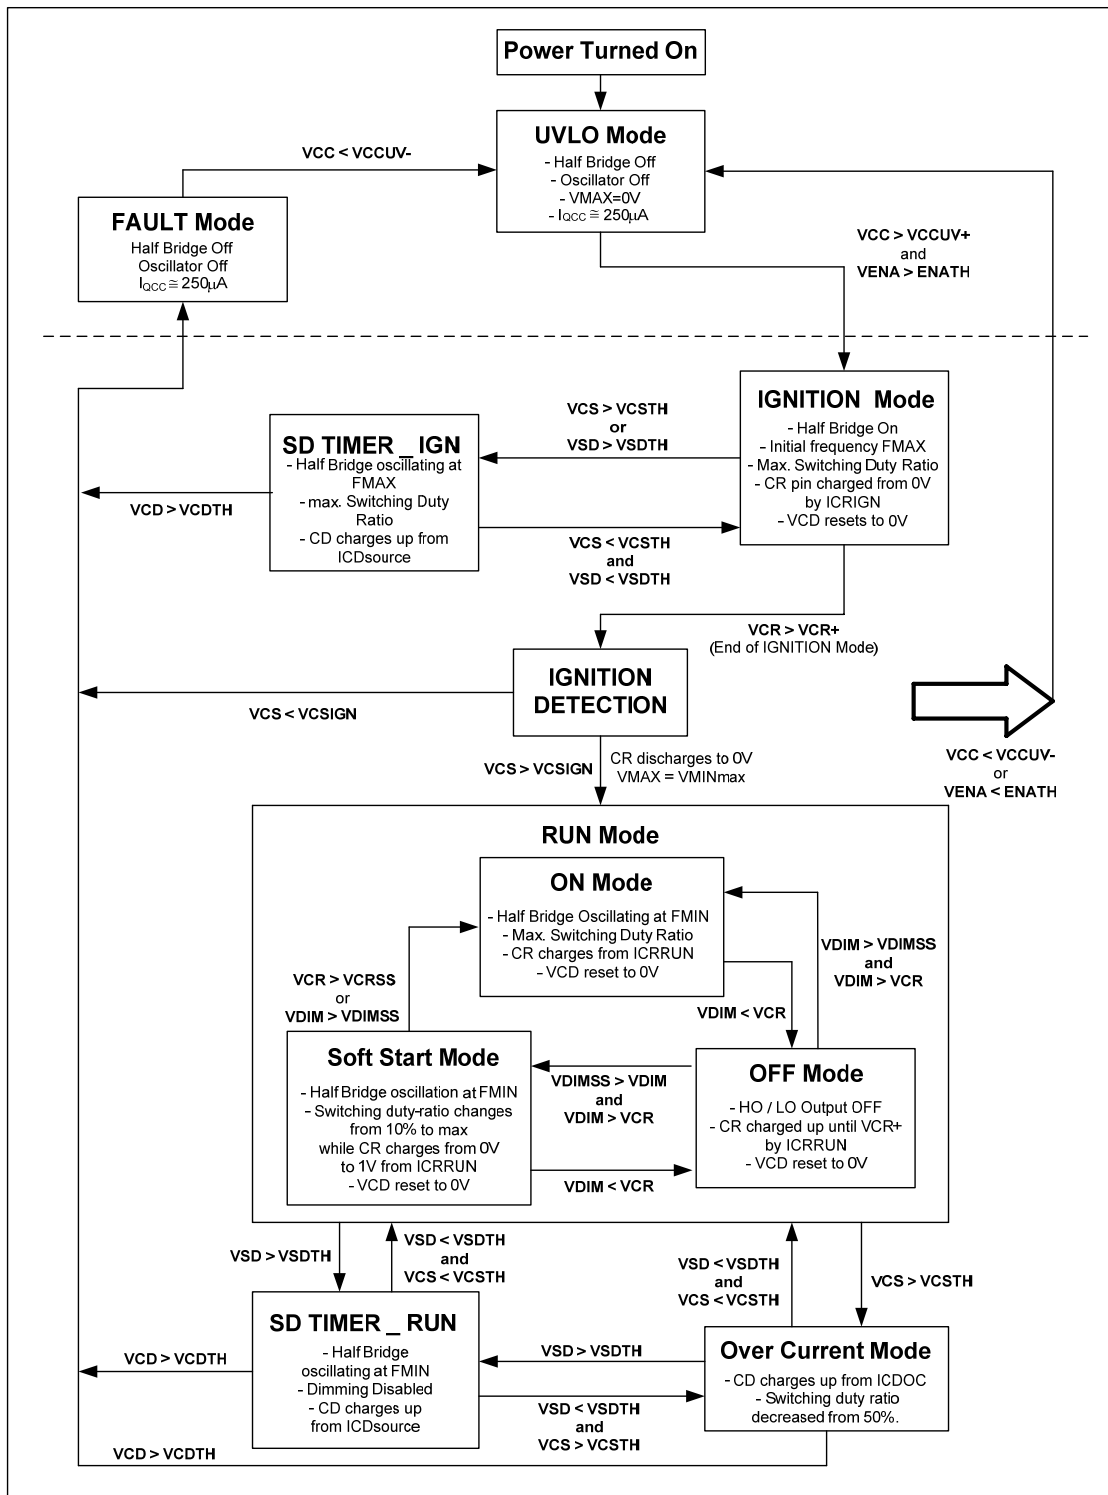 Power Turned On
UVLO Mode
- Half Bridge Off
- Oscillator Off
- VMAX=0V
- IQCC ≅ 250µA
VCC < VCCUV-
FAULT Mode
Half Bridge Off
Oscillator Off
IQCC ≅ 250µA
VCC > VCCUV+
and
VENA > ENATH
IGNITION Mode
- Half Bridge On
- Initial frequency FMAX
- Max. Switching Duty Ratio
- CR pin charged from 0V
by ICRIGN
- VCD resets to 0V
VCS > VCSTH
or
VSD > VSDTH
SD TIMER _ IGN
- Half Bridge oscillating at
FMAX
- max. Switching Duty
Ratio
- CD charges up from
ICDsource
VCD > VCDTH
VCS < VCSTH
and
VSD < VSDTH
VCR > VCR+
(End of IGNITION Mode)
IGNITION
DETECTION
VCS < VCSIGN
VCC < VCCUV-
or
VENA < ENATH
VCS > VCSIGN
CR discharges to 0V
VMAX = VMINmax
RUN Mode
ON Mode
- Half Bridge Oscillating at FMIN
- Max. Switching Duty Ratio
- CR charges from ICRRUN
- VCD reset to 0V
VCR > VCRSS
or
VDIM > VDIMSS
VDIM > VDIMSS
and
VDIM > VCR
VDIM < VCR
Soft Start Mode
- Half Bridge oscillation at FMIN
- Switching duty-ratio changes
from 10% to max
while CR charges from 0V
to 1V from ICRRUN
- VCD reset to 0V
VDIMSS > VDIM
and
VDIM > VCR
VDIM < VCR
OFF Mode
- HO / LO Output OFF
- CR charged up until VCR+
by ICRRUN
- VCD reset to 0V
VSD > VSDTH
VSD < VSDTH
and
VCS < VCSTH
VSD < VSDTH
and
VCS < VCSTH
VCS > VCSTH
SD TIMER _ RUN
- Half Bridge
oscillating at FMIN
- Dimming Disabled
- CD charges up
from ICDsource
VCD > VCDTH
VSD > VSDTH
VSD < VSDTH
and
VCS > VCSTH
Over Current Mode
- CD charges up from ICDOC
- Switching duty ratio
decreased from 50%.
VCD > VCDTH